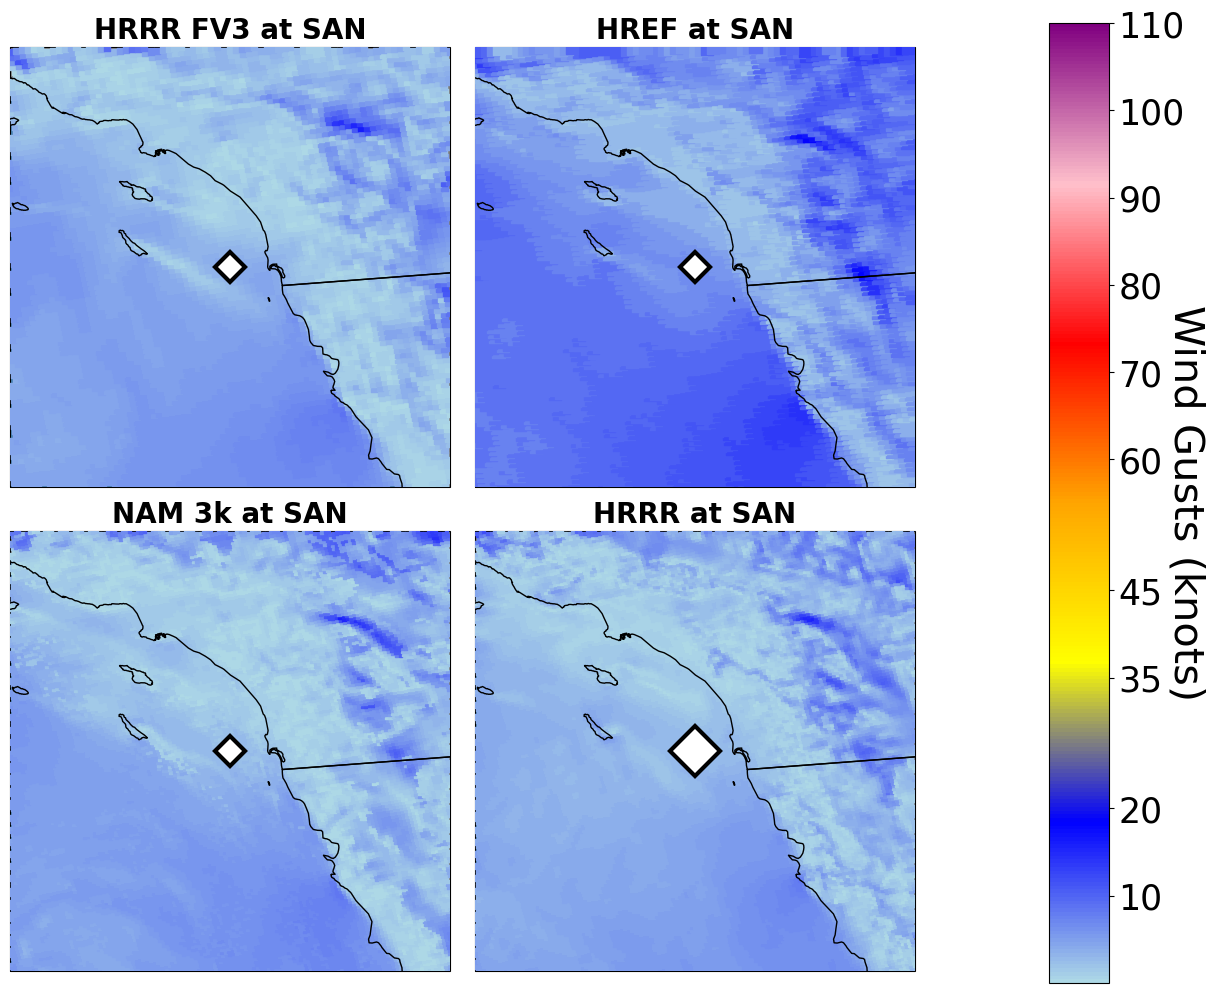 HRRR FV3 at SAN
HREF at SAN
NAM 3k at SAN
HRRR at SAN
110
100
90
80
70
60
45
35
20
10
Wind Gusts (knots)